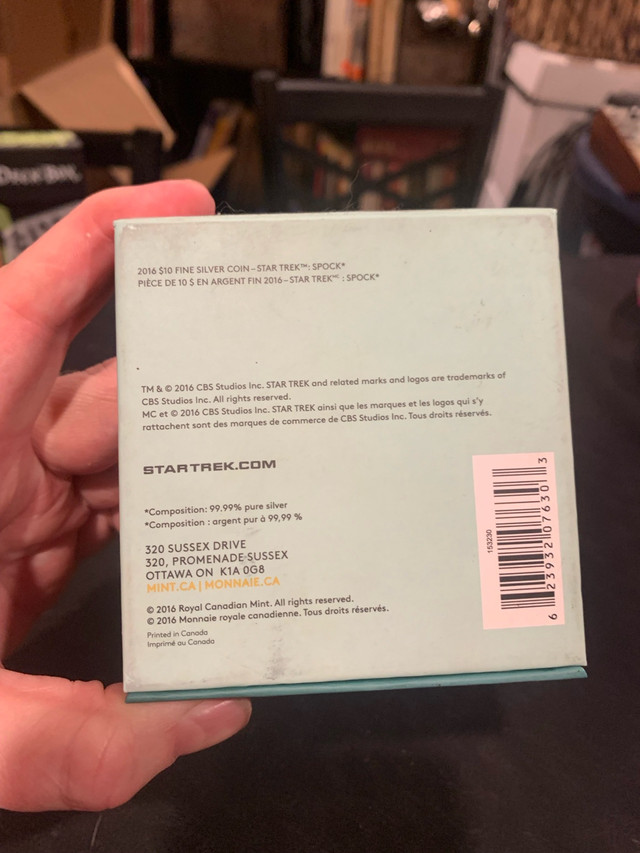 2016 $10 FINE SILVER COIN – STAR TREK™: SPOCK*
PIÈCE DE 10 $ EN ARGENT FIN 2016 – STAR TREKᴹᶜ : SPOCK*
TM & © 2016 CBS Studios Inc. STAR TREK and related marks and logos are trademarks of
CBS Studios Inc. All rights reserved.
MC et © 2016 CBS Studios Inc. STAR TREK ainsi que les marques et les logos qui s'y
rattachent sont des marques de commerce de CBS Studios Inc. Tous droits réservés.
STARTREK.COM
*Composition: 99.99% pure silver
*Composition : argent pur à 99,99 %
320 SUSSEX DRIVE
320, PROMENADE SUSSEX
OTTAWA ON K1A 0G8
MINT.CA | MONNAIE.CA
© 2016 Royal Canadian Mint. All rights reserved.
© 2016 Monnaie royale canadienne. Tous droits réservés.
Printed in Canada
Imprimé au Canada
153230
6 23932 07630 3